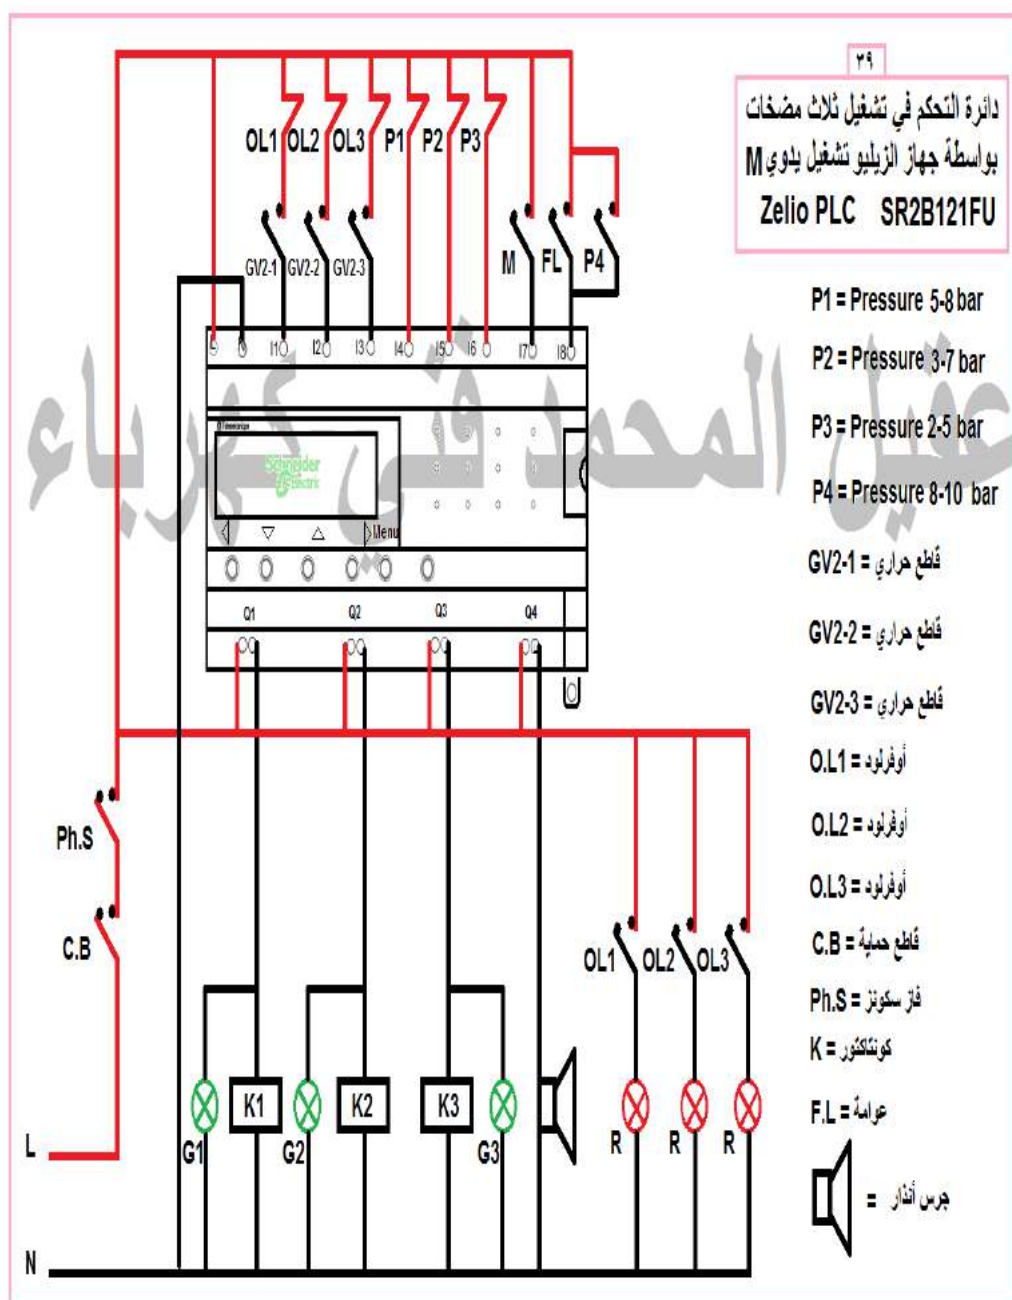 ٣٩
دائرة التحكم في تشغيل ثلاث مضخات
بواسطة جهاز الزيليو تشغيل يدوي M
Zelio PLC SR2B121FU
OL1 OL2 OL3 P1 P2 P3
GV2-1 GV2-2 GV2-3 M FL P4
L N I1 I2 I3 I4 I5 I6 I7 I8
Telemecanique
Schneider
Electric
Menu
Q1 Q2 Q3 Q4
عقيل المحمد فني كهرباء
P1 = Pressure 5-8 bar
P2 = Pressure 3-7 bar
P3 = Pressure 2-5 bar
P4 = Pressure 8-10 bar
GV2-1 = قاطع حراري
GV2-2 = قاطع حراري
GV2-3 = قاطع حراري
O.L1 = أوفرلود
O.L2 = أوفرلود
O.L3 = أوفرلود
C.B = قاطع حماية
Ph.S = فاز سكونز
K = كونتاكتور
F.L = عوامة
= جرس أنذار
Ph.S
C.B
OL1 OL2 OL3
K1 K2 K3
G1 G2 G3 R R R
L
N